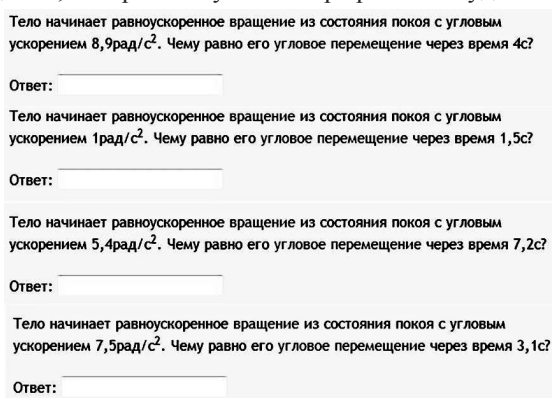 Тело начинает равноускоренное вращение из состояния покоя с угловым
ускорением 8,9рад/с². Чему равно его угловое перемещение через время 4с?
Ответ:
Тело начинает равноускоренное вращение из состояния покоя с угловым
ускорением 1рад/с². Чему равно его угловое перемещение через время 1,5с?
Ответ:
Тело начинает равноускоренное вращение из состояния покоя с угловым
ускорением 5,4рад/с². Чему равно его угловое перемещение через время 7,2с?
Ответ:
Тело начинает равноускоренное вращение из состояния покоя с угловым
ускорением 7,5рад/с². Чему равно его угловое перемещение через время 3,1с?
Ответ: